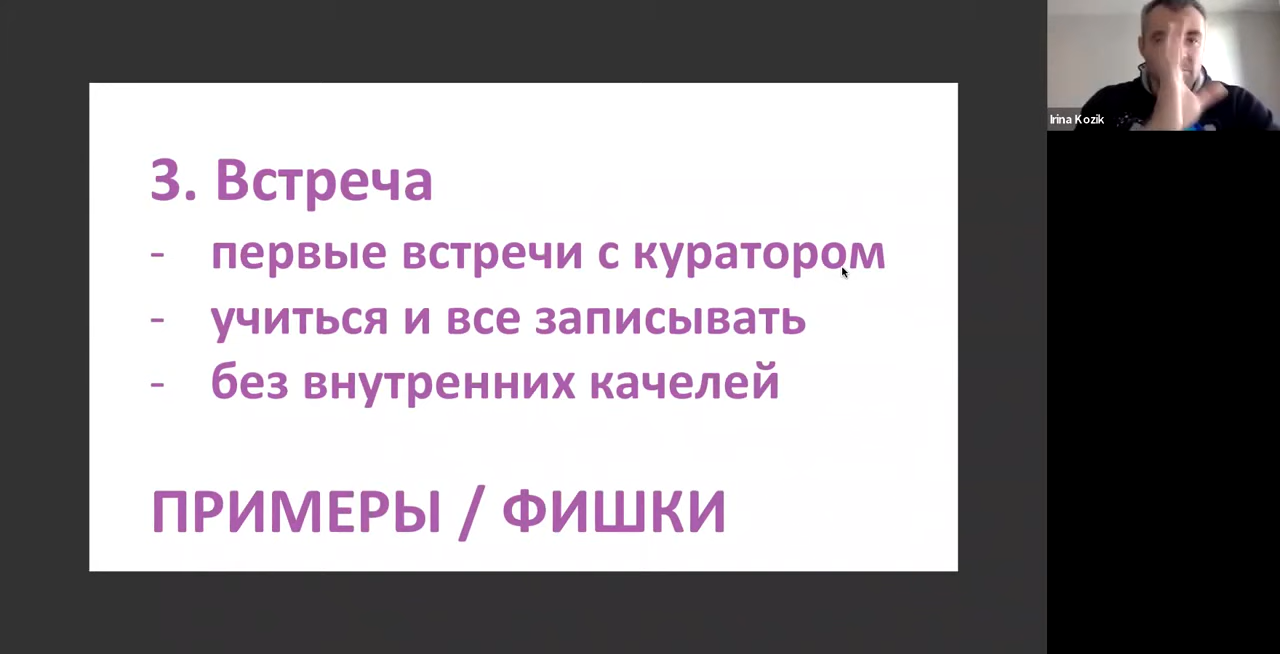 3. Встреча
- первые встречи с куратором
- учиться и все записывать
- без внутренних качелей
ПРИМЕРЫ / ФИШКИ
Irina Kozik